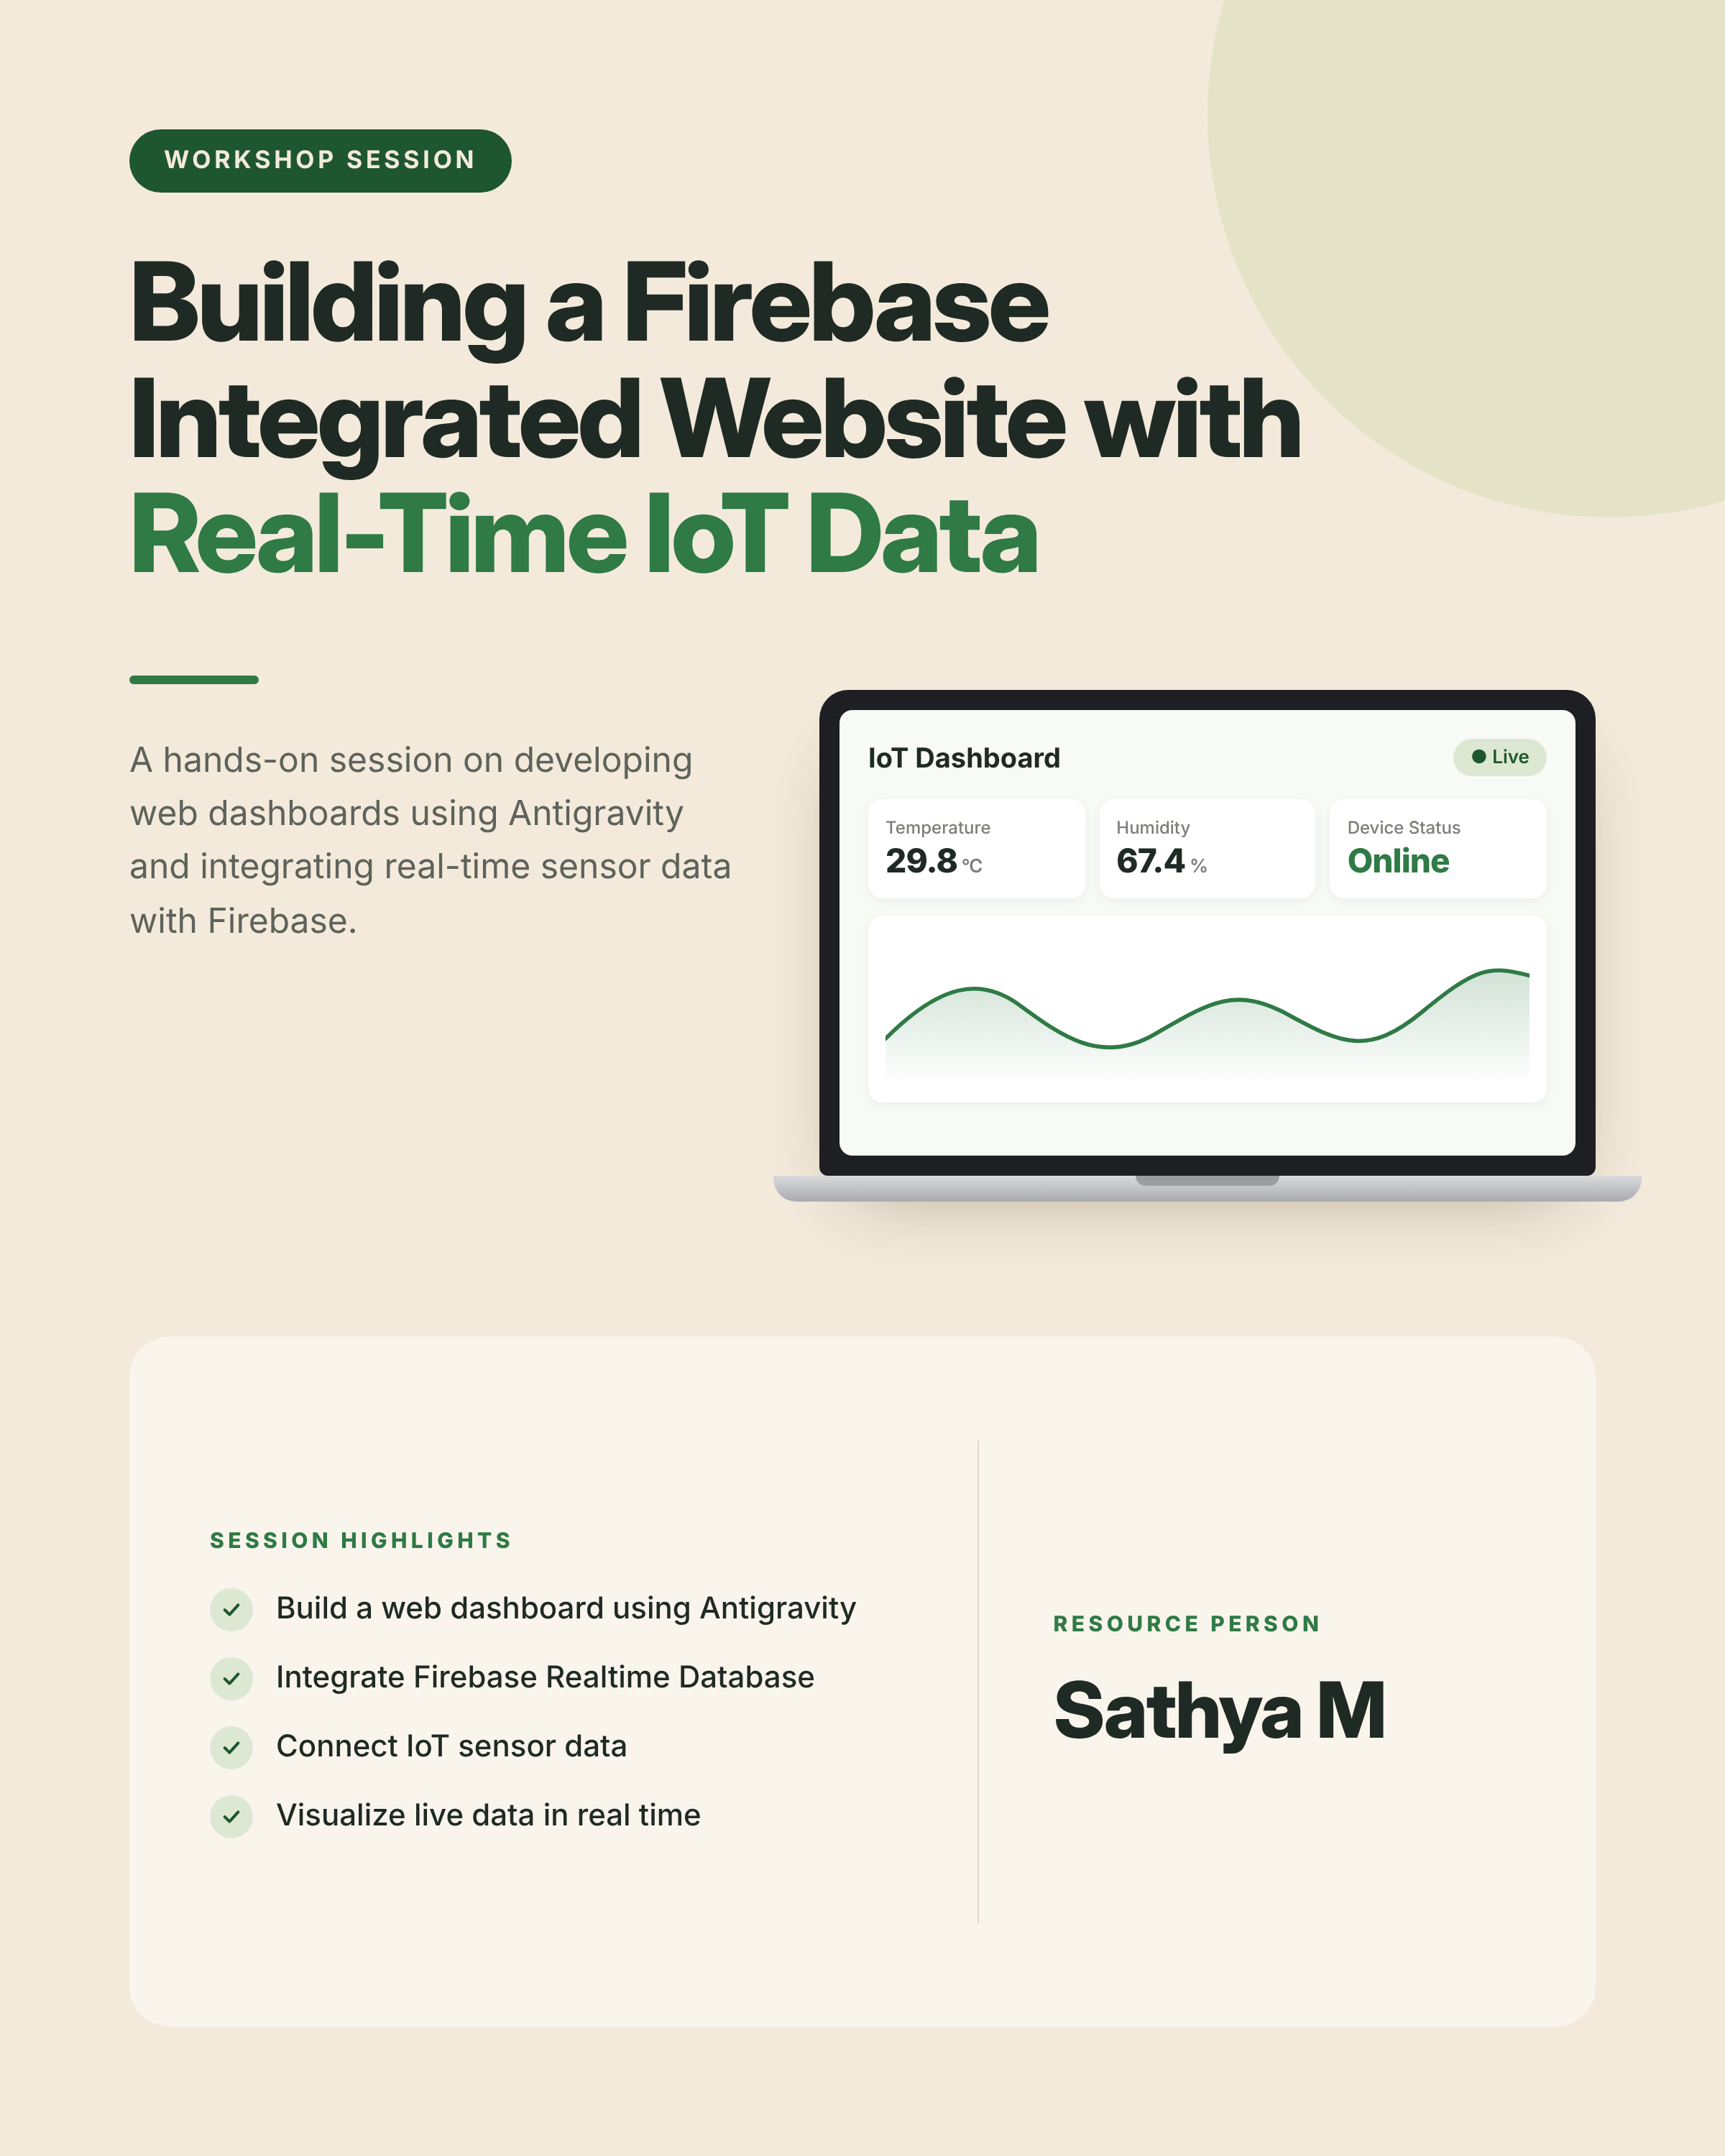 WORKSHOP SESSION
Building a Firebase
Integrated Website with
Real-Time IoT Data
A hands-on session on developing
web dashboards using Antigravity
and integrating real-time sensor data
with Firebase.
IoT Dashboard
Live
Temperature
29.8 °C
Humidity
67.4 %
Device Status
Online
SESSION HIGHLIGHTS
Build a web dashboard using Antigravity
Integrate Firebase Realtime Database
Connect IoT sensor data
Visualize live data in real time
RESOURCE PERSON
Sathya M